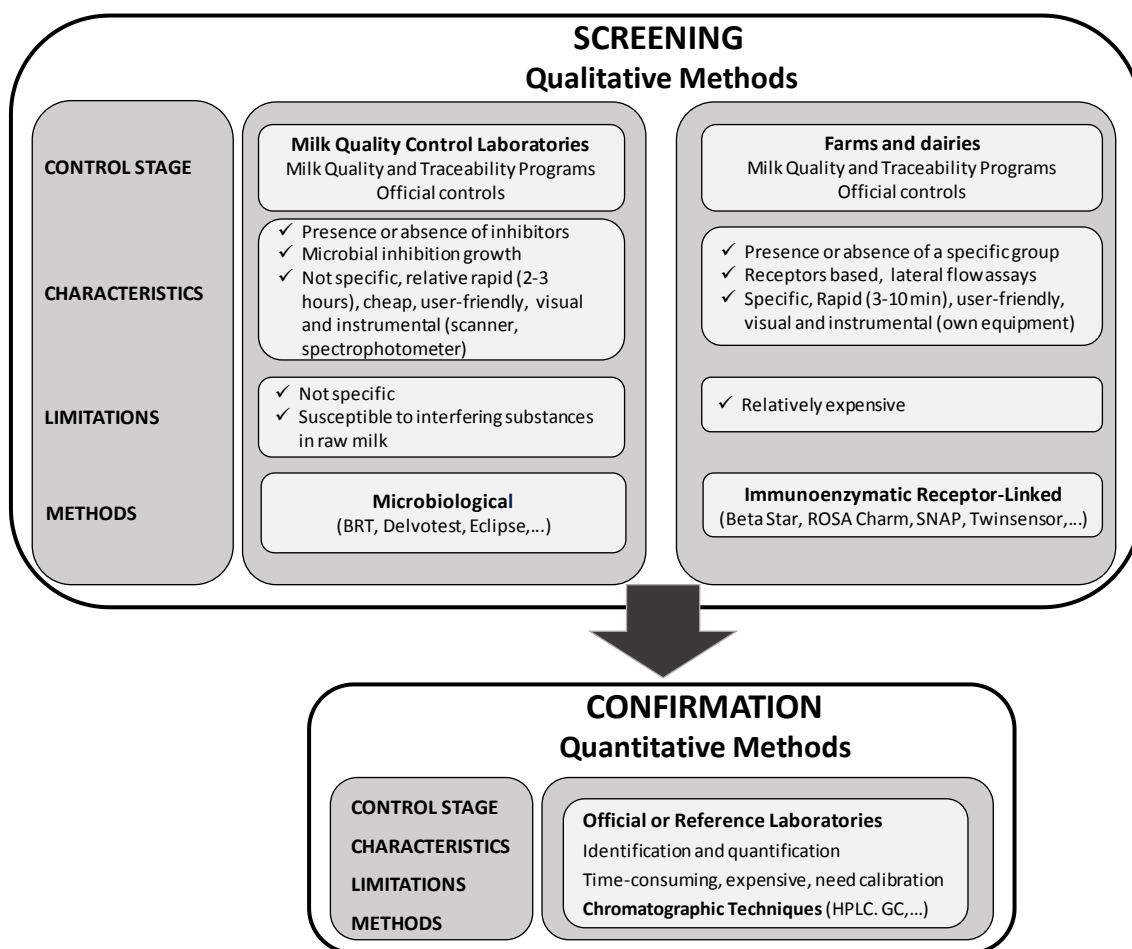 SCREENING
Qualitative Methods
CONTROL STAGE
CHARACTERISTICS
LIMITATIONS
METHODS
Milk Quality Control Laboratories
Milk Quality and Traceability Programs
Official controls
✓ Presence or absence of inhibitors
✓ Microbial inhibition growth
✓ Not specific, relative rapid (2-3
hours), cheap, user-friendly, visual
and instrumental (scanner,
spectrophotometer)
✓ Not specific
✓ Susceptible to interfering substances
in raw milk
Microbiological
(BRT, Delvotest, Eclipse,...)
Farms and dairies
Milk Quality and Traceability Programs
Official controls
✓ Presence or absence of a specific group
✓ Receptors based, lateral flow assays
✓ Specific, Rapid (3-10 min), user-friendly,
visual and instrumental (own equipment)
✓ Relatively expensive
Immunoenzymatic Receptor-Linked
(Beta Star, ROSA Charm, SNAP, Twinsensor,...)
CONFIRMATION
Quantitative Methods
CONTROL STAGE
CHARACTERISTICS
LIMITATIONS
METHODS
Official or Reference Laboratories
Identification and quantification
Time-consuming, expensive, need calibration
Chromatographic Techniques (HPLC. GC,...)